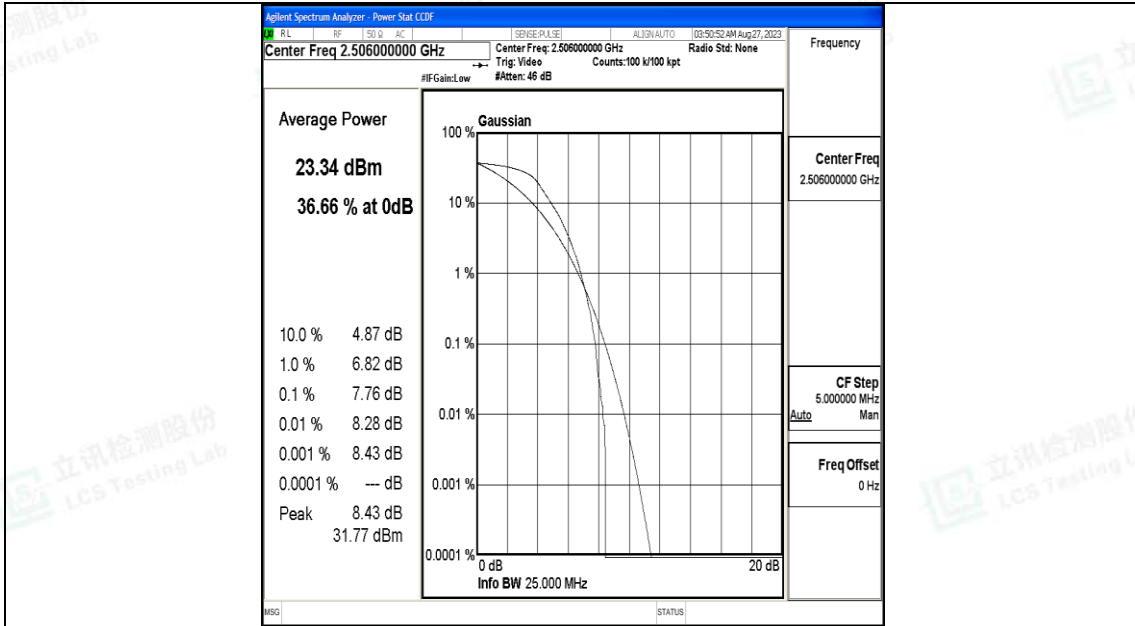 Agilent Spectrum Analyzer - Power Stat CCDF
RL RF 50 Ω AC SENSE:PULSE ALIGN AUTO 03:50:52 AM Aug 27, 2023
Center Freq 2.506000000 GHz
Center Freq: 2.506000000 GHz Radio Std: None
Trig: Video Counts:100 k/100 kpt
#IFGain:Low #Atten: 46 dB
Frequency
Average Power
23.34 dBm
36.66 % at 0dB
10.0 % 4.87 dB
1.0 % 6.82 dB
0.1 % 7.76 dB
0.01 % 8.28 dB
0.001 % 8.43 dB
0.0001 % --- dB
Peak 8.43 dB
31.77 dBm
Gaussian
100 %
10 %
1 %
0.1 %
0.01 %
0.001 %
0.0001 %
0 dB 20 dB
Info BW 25.000 MHz
Center Freq
2.506000000 GHz
CF Step
5.000000 MHz
Auto Man
Freq Offset
0 Hz
MSG STATUS
立讯检测股份
LCS Testing Lab
立讯检测股份